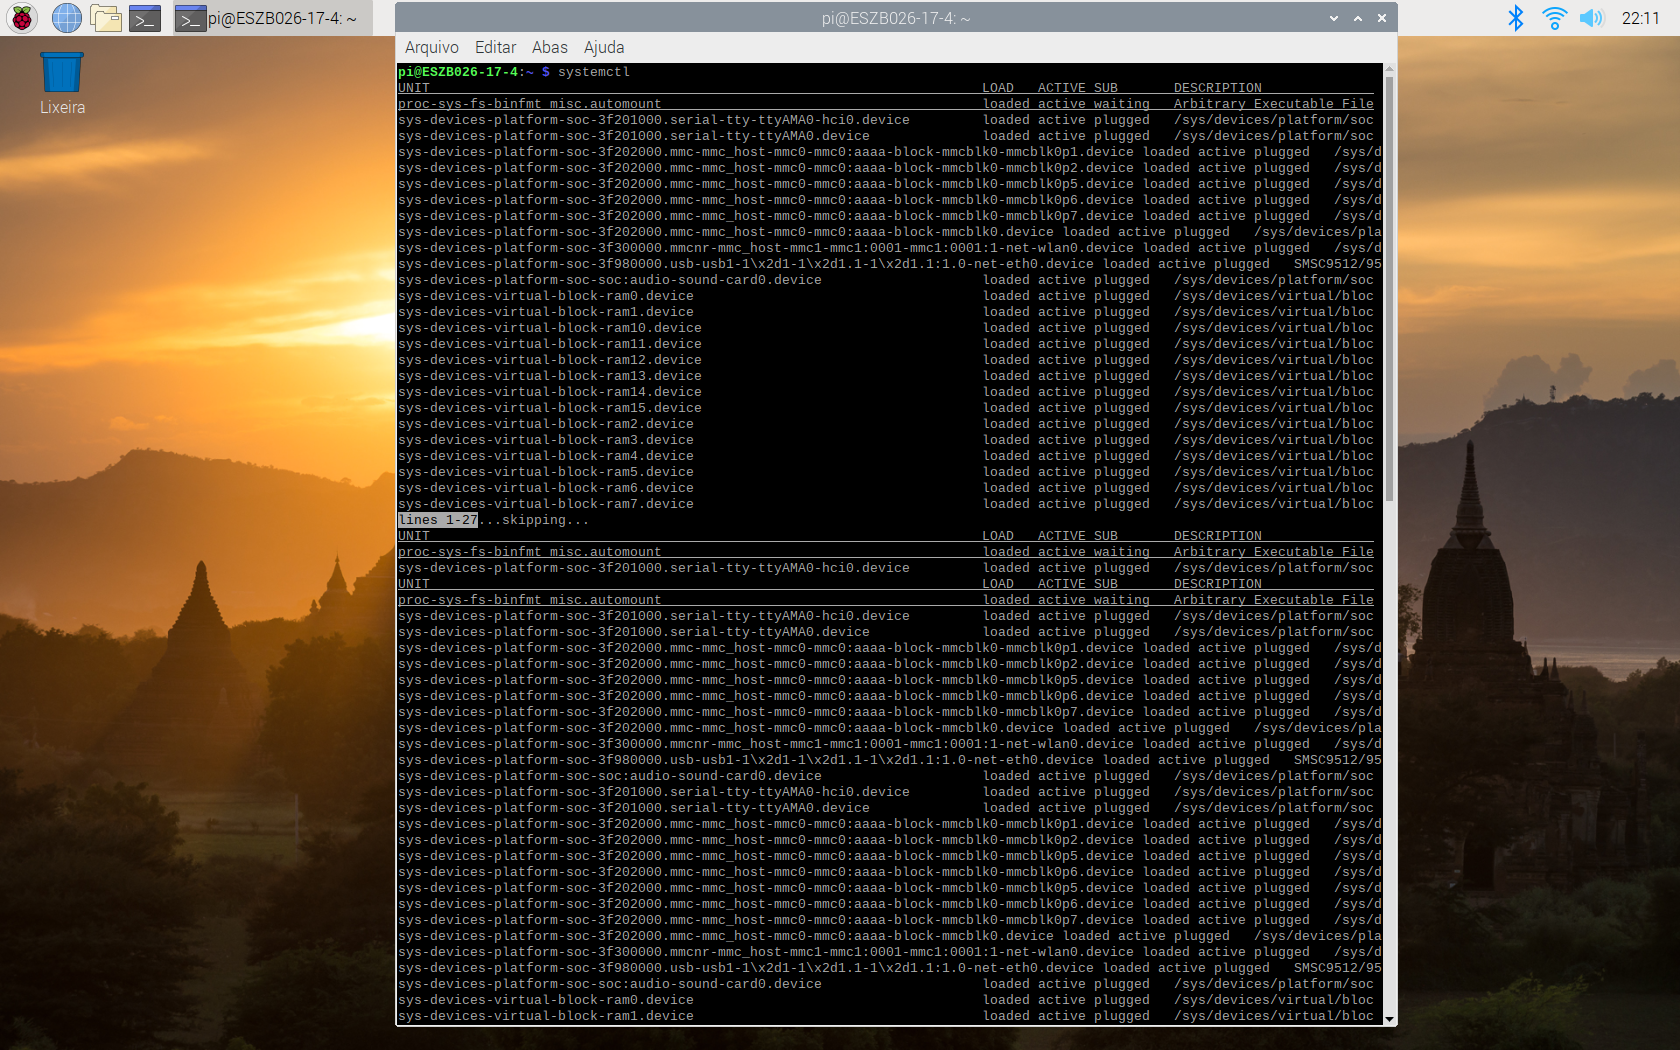 pi@ESZB026-17-4: ~
pi@ESZB026-17-4: ~
22:11
Arquivo Editar Abas Ajuda
Lixeira
pi@ESZB026-17-4:~ $ systemctl
UNIT LOAD ACTIVE SUB DESCRIPTION
proc-sys-fs-binfmt_misc.automount loaded active waiting Arbitrary Executable File
sys-devices-platform-soc-3f201000.serial-tty-ttyAMA0-hci0.device loaded active plugged /sys/devices/platform/soc
sys-devices-platform-soc-3f201000.serial-tty-ttyAMA0.device loaded active plugged /sys/devices/platform/soc
sys-devices-platform-soc-3f202000.mmc-mmc_host-mmc0-mmc0:aaaa-block-mmcblk0-mmcblk0p1.device loaded active plugged /sys/d
sys-devices-platform-soc-3f202000.mmc-mmc_host-mmc0-mmc0:aaaa-block-mmcblk0-mmcblk0p2.device loaded active plugged /sys/d
sys-devices-platform-soc-3f202000.mmc-mmc_host-mmc0-mmc0:aaaa-block-mmcblk0-mmcblk0p5.device loaded active plugged /sys/d
sys-devices-platform-soc-3f202000.mmc-mmc_host-mmc0-mmc0:aaaa-block-mmcblk0-mmcblk0p6.device loaded active plugged /sys/d
sys-devices-platform-soc-3f202000.mmc-mmc_host-mmc0-mmc0:aaaa-block-mmcblk0-mmcblk0p7.device loaded active plugged /sys/d
sys-devices-platform-soc-3f202000.mmc-mmc_host-mmc0-mmc0:aaaa-block-mmcblk0.device loaded active plugged /sys/devices/pla
sys-devices-platform-soc-3f300000.mmcnr-mmc_host-mmc1-mmc1:0001-mmc1:0001:1-net-wlan0.device loaded active plugged /sys/d
sys-devices-platform-soc-3f980000.usb-usb1-1\x2d1-1\x2d1.1-1\x2d1.1:1.0-net-eth0.device loaded active plugged SMSC9512/95
sys-devices-platform-soc-soc:audio-sound-card0.device loaded active plugged /sys/devices/platform/soc
sys-devices-virtual-block-ram0.device loaded active plugged /sys/devices/virtual/bloc
sys-devices-virtual-block-ram1.device loaded active plugged /sys/devices/virtual/bloc
sys-devices-virtual-block-ram10.device loaded active plugged /sys/devices/virtual/bloc
sys-devices-virtual-block-ram11.device loaded active plugged /sys/devices/virtual/bloc
sys-devices-virtual-block-ram12.device loaded active plugged /sys/devices/virtual/bloc
sys-devices-virtual-block-ram13.device loaded active plugged /sys/devices/virtual/bloc
sys-devices-virtual-block-ram14.device loaded active plugged /sys/devices/virtual/bloc
sys-devices-virtual-block-ram15.device loaded active plugged /sys/devices/virtual/bloc
sys-devices-virtual-block-ram2.device loaded active plugged /sys/devices/virtual/bloc
sys-devices-virtual-block-ram3.device loaded active plugged /sys/devices/virtual/bloc
sys-devices-virtual-block-ram4.device loaded active plugged /sys/devices/virtual/bloc
sys-devices-virtual-block-ram5.device loaded active plugged /sys/devices/virtual/bloc
sys-devices-virtual-block-ram6.device loaded active plugged /sys/devices/virtual/bloc
sys-devices-virtual-block-ram7.device loaded active plugged /sys/devices/virtual/bloc
lines 1-27...skipping...
UNIT LOAD ACTIVE SUB DESCRIPTION
proc-sys-fs-binfmt_misc.automount loaded active waiting Arbitrary Executable File
sys-devices-platform-soc-3f201000.serial-tty-ttyAMA0-hci0.device loaded active plugged /sys/devices/platform/soc
UNIT LOAD ACTIVE SUB DESCRIPTION
proc-sys-fs-binfmt_misc.automount loaded active waiting Arbitrary Executable File
sys-devices-platform-soc-3f201000.serial-tty-ttyAMA0-hci0.device loaded active plugged /sys/devices/platform/soc
sys-devices-platform-soc-3f201000.serial-tty-ttyAMA0.device loaded active plugged /sys/devices/platform/soc
sys-devices-platform-soc-3f202000.mmc-mmc_host-mmc0-mmc0:aaaa-block-mmcblk0-mmcblk0p1.device loaded active plugged /sys/d
sys-devices-platform-soc-3f202000.mmc-mmc_host-mmc0-mmc0:aaaa-block-mmcblk0-mmcblk0p2.device loaded active plugged /sys/d
sys-devices-platform-soc-3f202000.mmc-mmc_host-mmc0-mmc0:aaaa-block-mmcblk0-mmcblk0p5.device loaded active plugged /sys/d
sys-devices-platform-soc-3f202000.mmc-mmc_host-mmc0-mmc0:aaaa-block-mmcblk0-mmcblk0p6.device loaded active plugged /sys/d
sys-devices-platform-soc-3f202000.mmc-mmc_host-mmc0-mmc0:aaaa-block-mmcblk0-mmcblk0p7.device loaded active plugged /sys/d
sys-devices-platform-soc-3f202000.mmc-mmc_host-mmc0-mmc0:aaaa-block-mmcblk0.device loaded active plugged /sys/devices/pla
sys-devices-platform-soc-3f300000.mmcnr-mmc_host-mmc1-mmc1:0001-mmc1:0001:1-net-wlan0.device loaded active plugged /sys/d
sys-devices-platform-soc-3f980000.usb-usb1-1\x2d1-1\x2d1.1-1\x2d1.1:1.0-net-eth0.device loaded active plugged SMSC9512/95
sys-devices-platform-soc-soc:audio-sound-card0.device loaded active plugged /sys/devices/platform/soc
sys-devices-platform-soc-3f201000.serial-tty-ttyAMA0-hci0.device loaded active plugged /sys/devices/platform/soc
sys-devices-platform-soc-3f201000.serial-tty-ttyAMA0.device loaded active plugged /sys/devices/platform/soc
sys-devices-platform-soc-3f202000.mmc-mmc_host-mmc0-mmc0:aaaa-block-mmcblk0-mmcblk0p1.device loaded active plugged /sys/d
sys-devices-platform-soc-3f202000.mmc-mmc_host-mmc0-mmc0:aaaa-block-mmcblk0-mmcblk0p2.device loaded active plugged /sys/d
sys-devices-platform-soc-3f202000.mmc-mmc_host-mmc0-mmc0:aaaa-block-mmcblk0-mmcblk0p5.device loaded active plugged /sys/d
sys-devices-platform-soc-3f202000.mmc-mmc_host-mmc0-mmc0:aaaa-block-mmcblk0-mmcblk0p6.device loaded active plugged /sys/d
sys-devices-platform-soc-3f202000.mmc-mmc_host-mmc0-mmc0:aaaa-block-mmcblk0-mmcblk0p5.device loaded active plugged /sys/d
sys-devices-platform-soc-3f202000.mmc-mmc_host-mmc0-mmc0:aaaa-block-mmcblk0-mmcblk0p6.device loaded active plugged /sys/d
sys-devices-platform-soc-3f202000.mmc-mmc_host-mmc0-mmc0:aaaa-block-mmcblk0-mmcblk0p7.device loaded active plugged /sys/d
sys-devices-platform-soc-3f202000.mmc-mmc_host-mmc0-mmc0:aaaa-block-mmcblk0.device loaded active plugged /sys/devices/pla
sys-devices-platform-soc-3f300000.mmcnr-mmc_host-mmc1-mmc1:0001-mmc1:0001:1-net-wlan0.device loaded active plugged /sys/d
sys-devices-platform-soc-3f980000.usb-usb1-1\x2d1-1\x2d1.1-1\x2d1.1:1.0-net-eth0.device loaded active plugged SMSC9512/95
sys-devices-platform-soc-soc:audio-sound-card0.device loaded active plugged /sys/devices/platform/soc
sys-devices-virtual-block-ram0.device loaded active plugged /sys/devices/virtual/bloc
sys-devices-virtual-block-ram1.device loaded active plugged /sys/devices/virtual/bloc